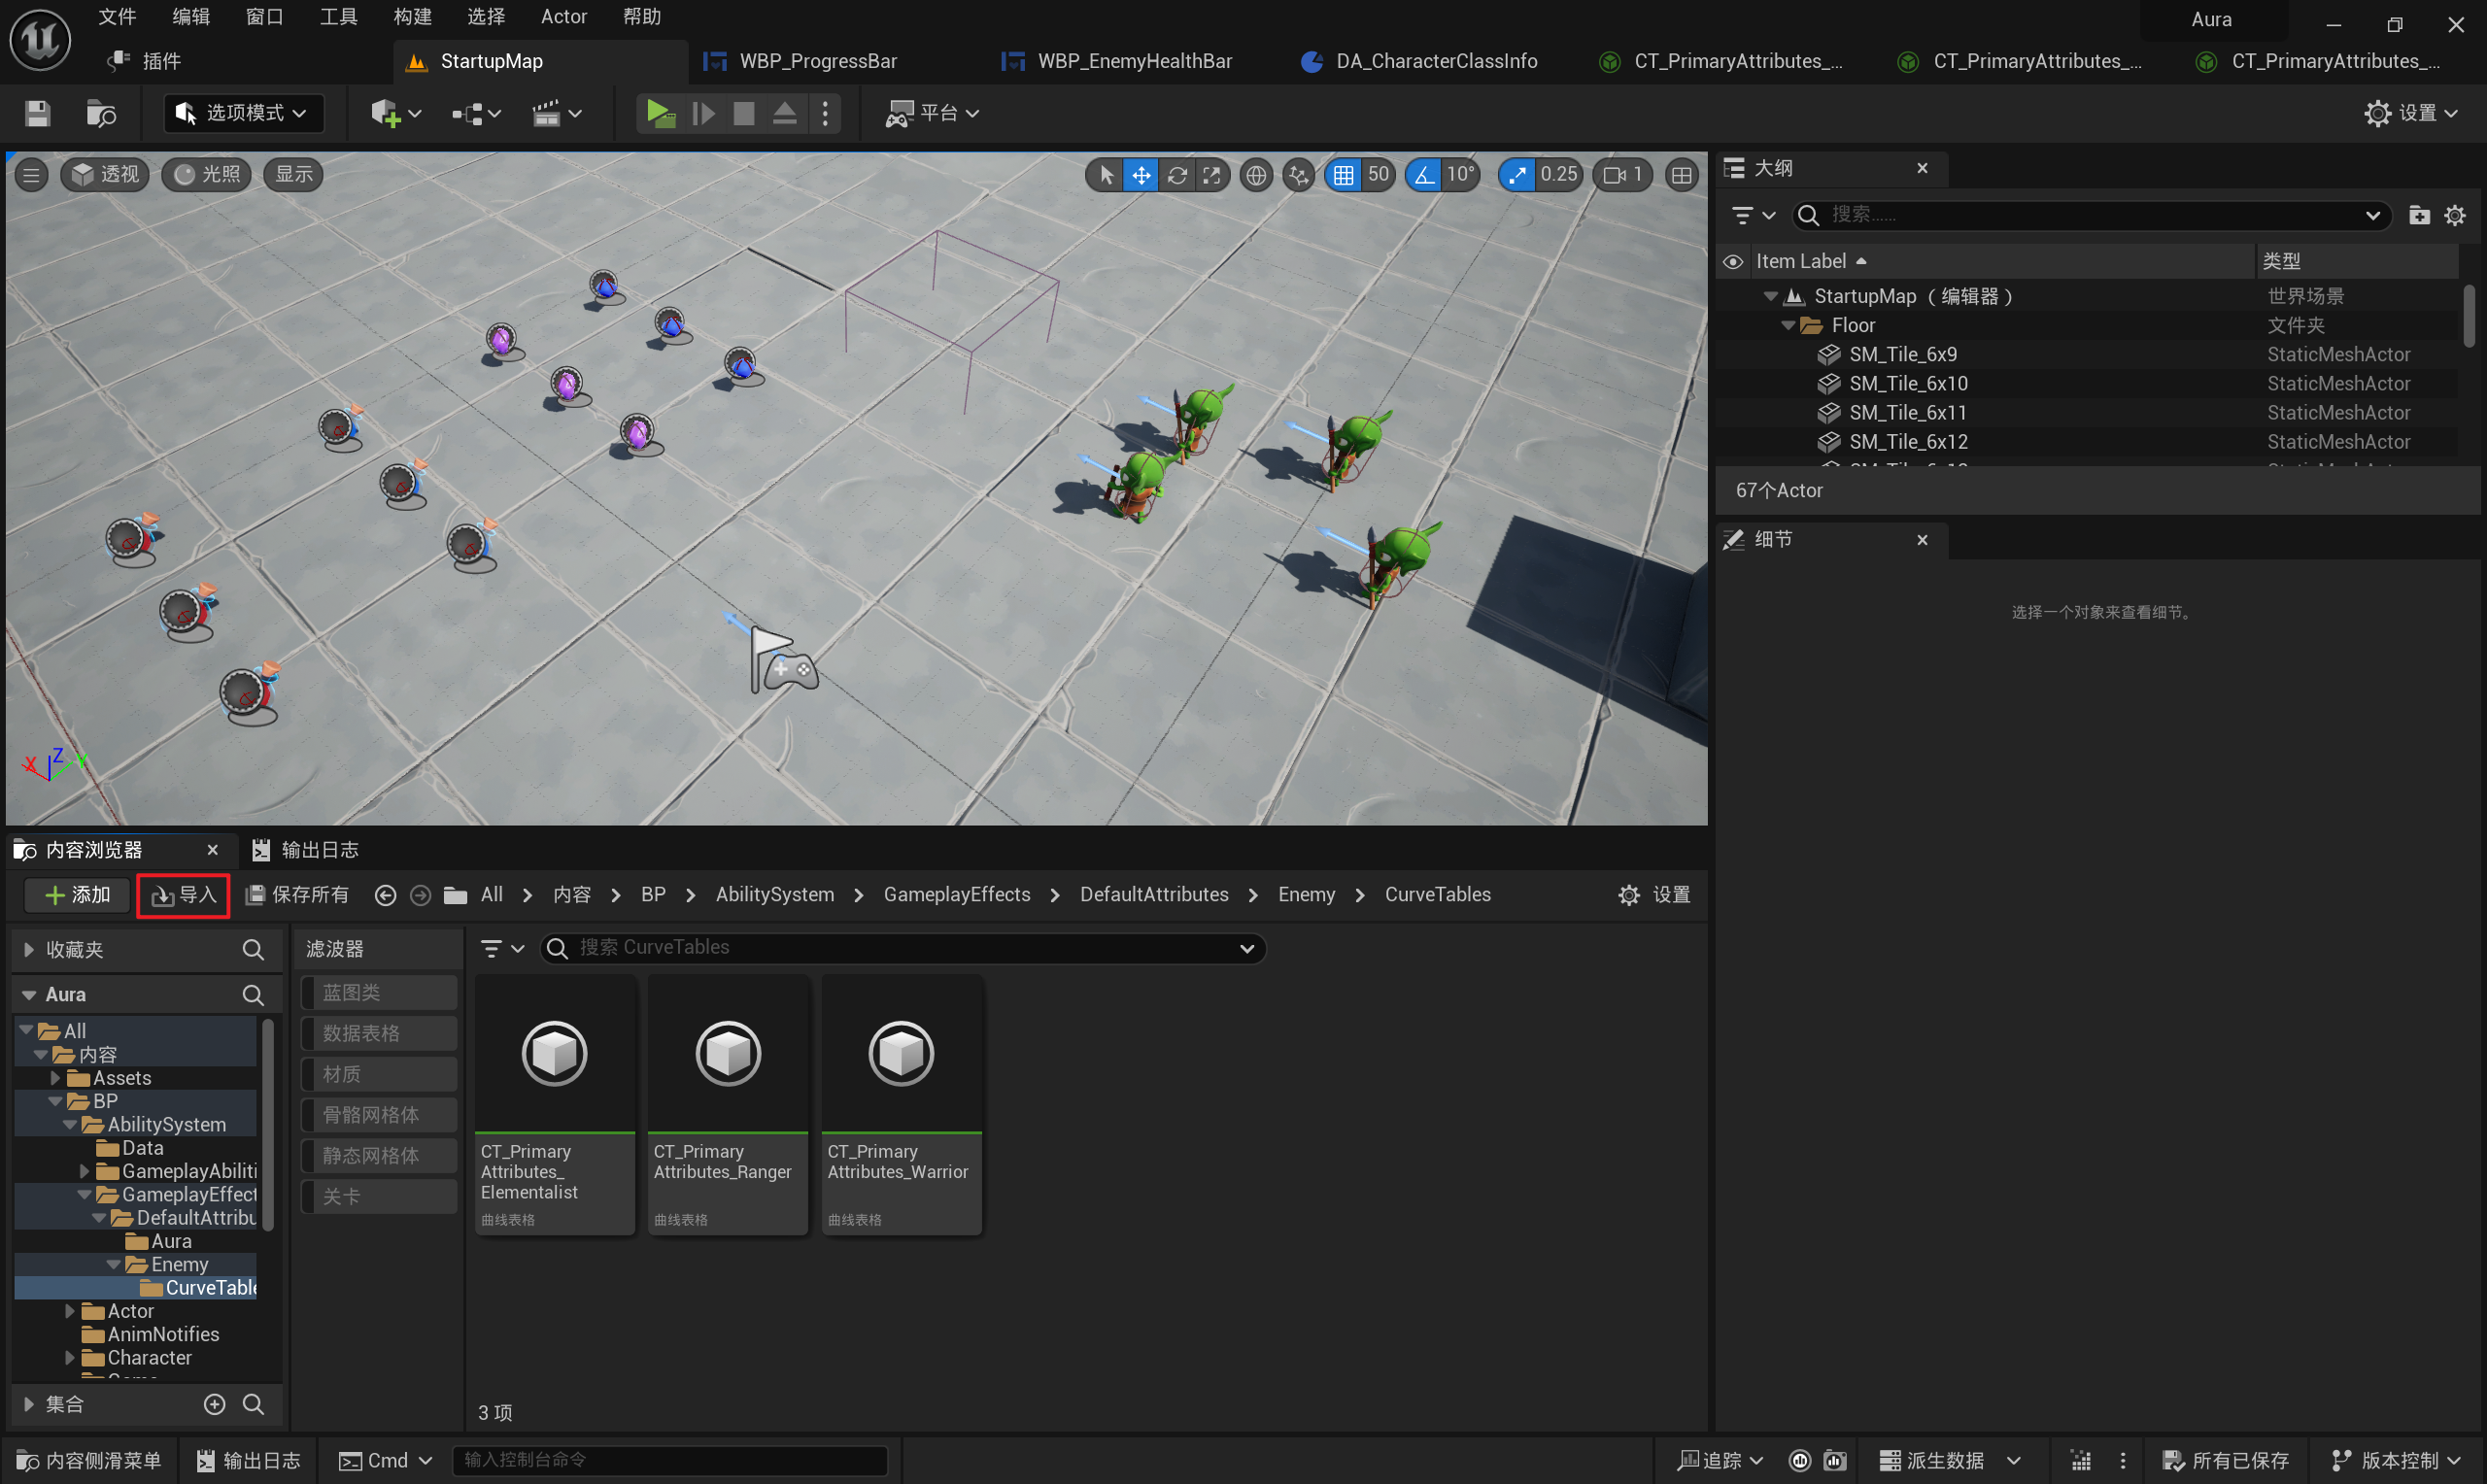 文件 编辑 窗口 工具 构建 选择 Actor 帮助
Aura
插件 StartupMap WBP_ProgressBar WBP_EnemyHealthBar DA_CharacterClassInfo CT_PrimaryAttributes_... CT_PrimaryAttributes_... CT_PrimaryAttributes_...
选项模式 平台 设置
透视 光照 显示 50 10° 0.25 1
X Z Y
大纲
搜索......
Item Label 类型
StartupMap（编辑器） 世界场景
Floor 文件夹
SM_Tile_6x9 StaticMeshActor
SM_Tile_6x10 StaticMeshActor
SM_Tile_6x11 StaticMeshActor
SM_Tile_6x12 StaticMeshActor
67个Actor
细节
选择一个对象来查看细节。
内容浏览器 输出日志
添加 导入 保存所有 All 内容 BP AbilitySystem GameplayEffects DefaultAttributes Enemy CurveTables 设置
收藏夹
Aura
All
内容
Assets
BP
AbilitySystem
Data
GameplayAbiliti
GameplayEffect
DefaultAttribu
Aura
Enemy
CurveTable
Actor
AnimNotifies
Character
集合
滤波器
蓝图类
数据表格
材质
骨骼网格体
静态网格体
关卡
搜索 CurveTables
CT_Primary
Attributes_
Elementalist
曲线表格
CT_Primary
Attributes_Ranger
曲线表格
CT_Primary
Attributes_Warrior
曲线表格
3 项
内容侧滑菜单 输出日志 Cmd 输入控制台命令 追踪 派生数据 所有已保存 版本控制